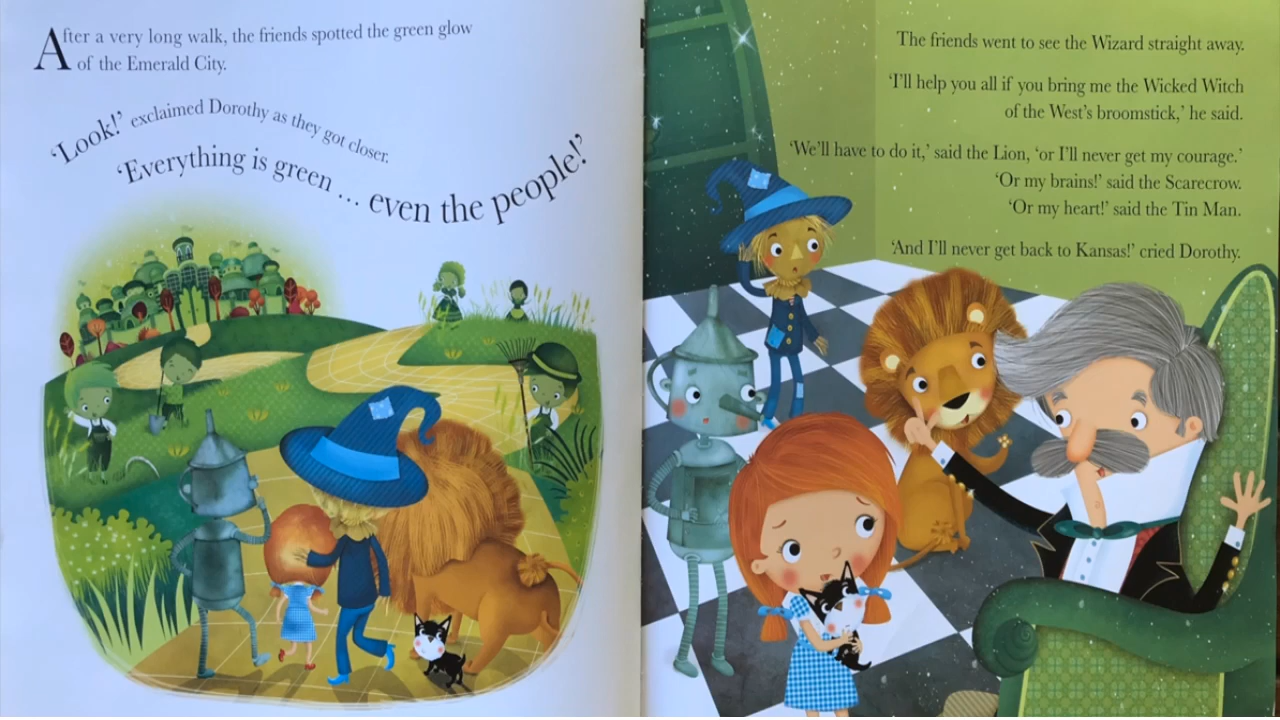 After a very long walk, the friends spotted the green glow
of the Emerald City.
‘Look!’ exclaimed Dorothy as they got closer.
‘Everything is green ... even the people!’
The friends went to see the Wizard straight away.
‘I’ll help you all if you bring me the Wicked Witch
of the West’s broomstick,’ he said.
‘We’ll have to do it,’ said the Lion, ‘or I’ll never get my courage.’
‘Or my brains!’ said the Scarecrow.
‘Or my heart!’ said the Tin Man.
‘And I’ll never get back to Kansas!’ cried Dorothy.